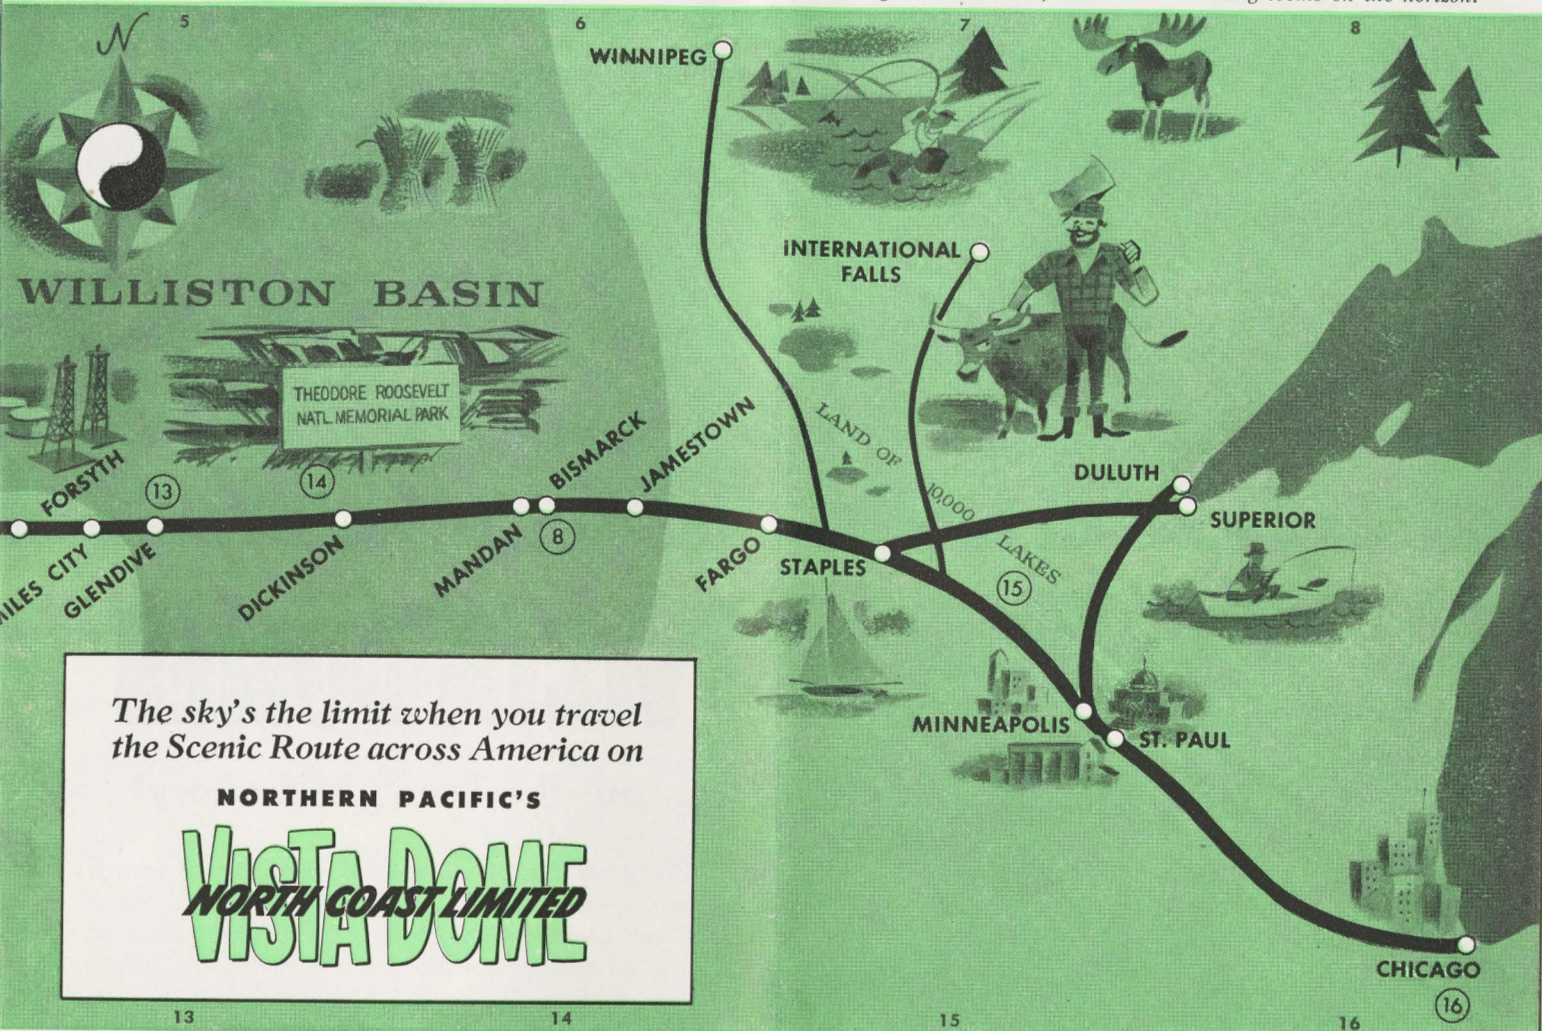 5
6
7
8
N
WINNIPEG
INTERNATIONAL
FALLS
WILLISTON BASIN
THEODORE ROOSEVELT
NAT'L. MEMORIAL PARK
FORSYTH
13
14
BISMARCK
JAMESTOWN
LAND OF
10,000
LAKES
15
DULUTH
SUPERIOR
MILES CITY
GLENDIVE
DICKINSON
MANDAN
8
FARGO
STAPLES
MINNEAPOLIS
ST. PAUL
The sky's the limit when you travel
the Scenic Route across America on
NORTHERN PACIFIC'S
VISTA DOME
NORTH COAST LIMITED
CHICAGO
16
13
14
15
16